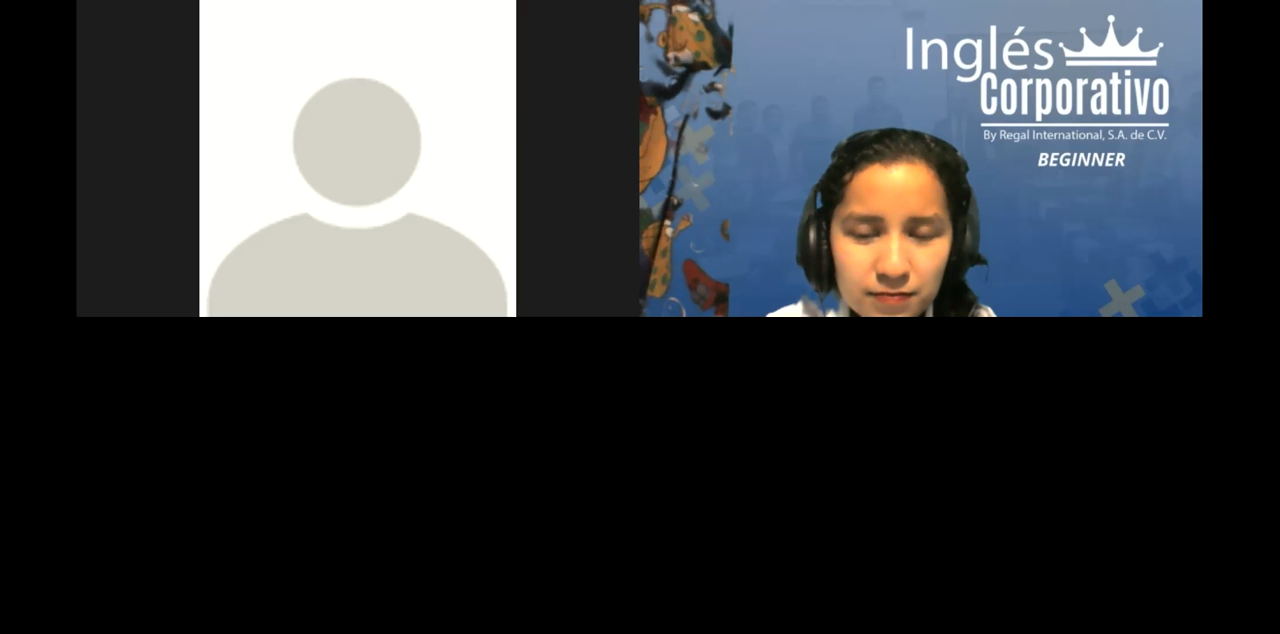 Inglés
Corporativo
By Regal International, S.A. de C.V.
BEGINNER